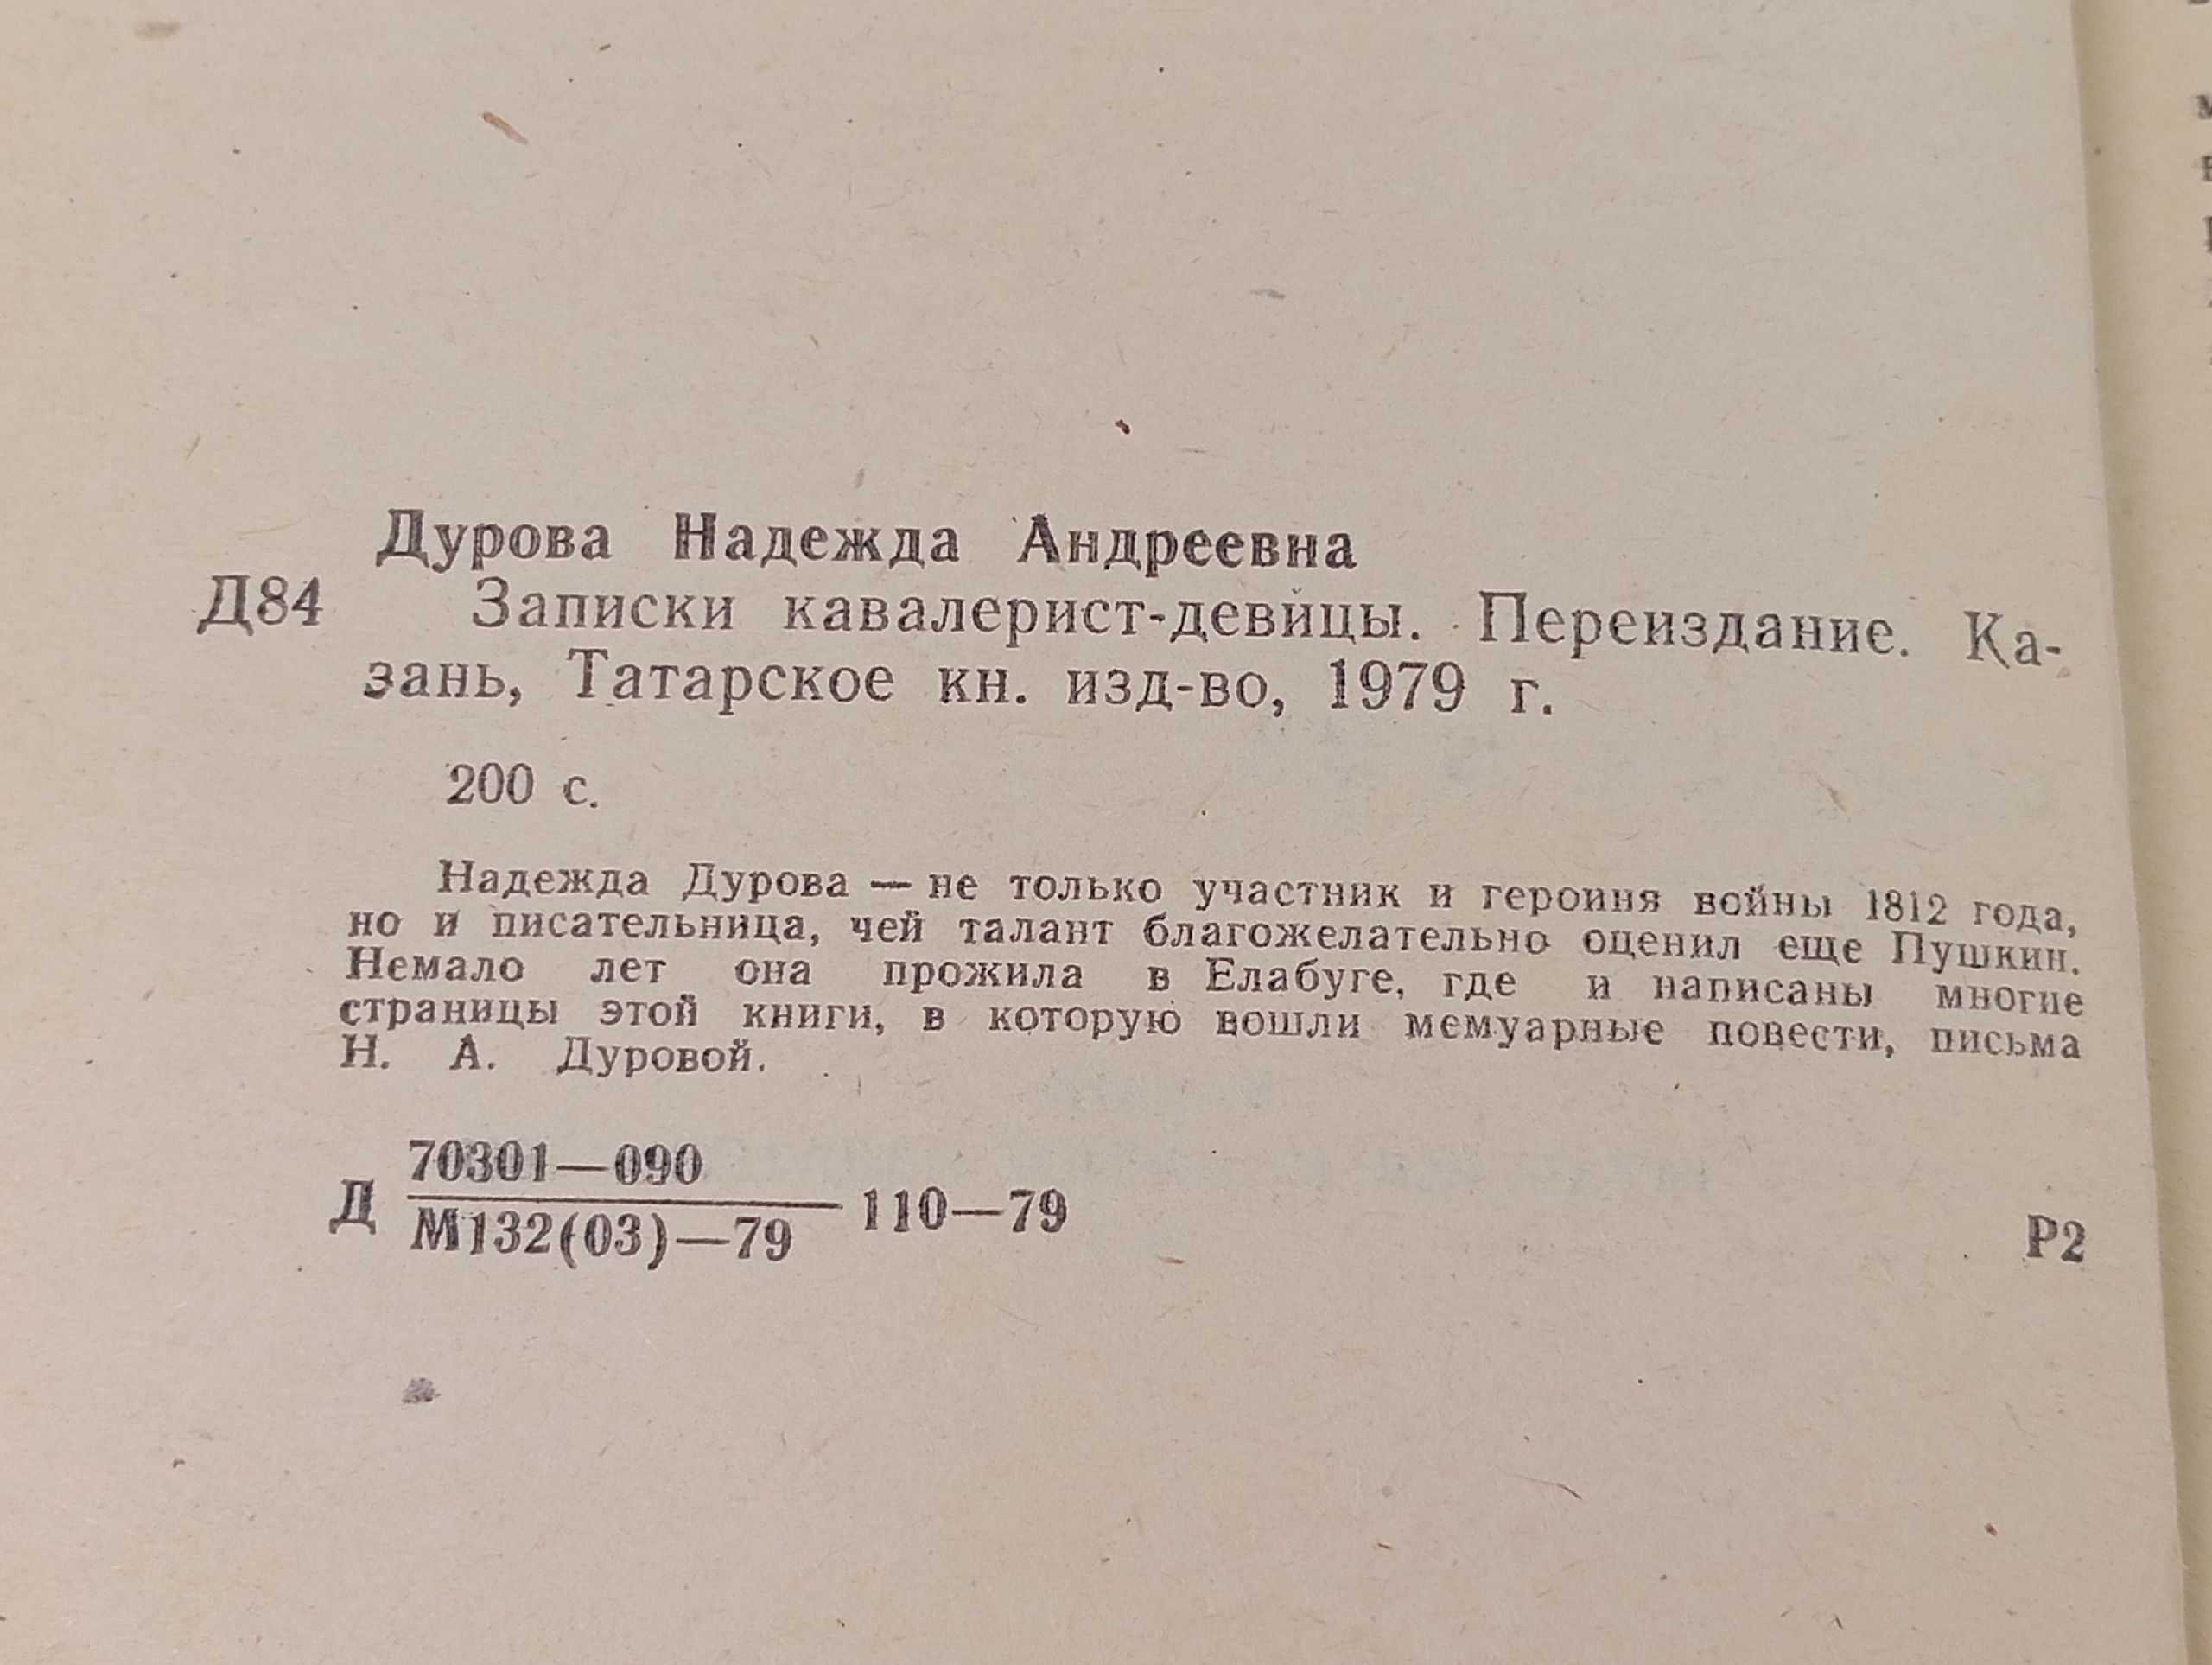 Дурова Надежда Андреевна
Д84 Записки кавалерист-девицы. Переиздание. Ка-
зань, Татарское кн. изд-во, 1979 г.
200 с.
Надежда Дурова — не только участник и героиня войны 1812 года,
но и писательница, чей талант благожелательно оценил еще Пушкин.
Немало лет она прожила в Елабуге, где и написаны многие
страницы этой книги, в которую вошли мемуарные повести, письма
Н. А. Дуровой.
70301—090
Д 110—79
М132(03)—79
Р2